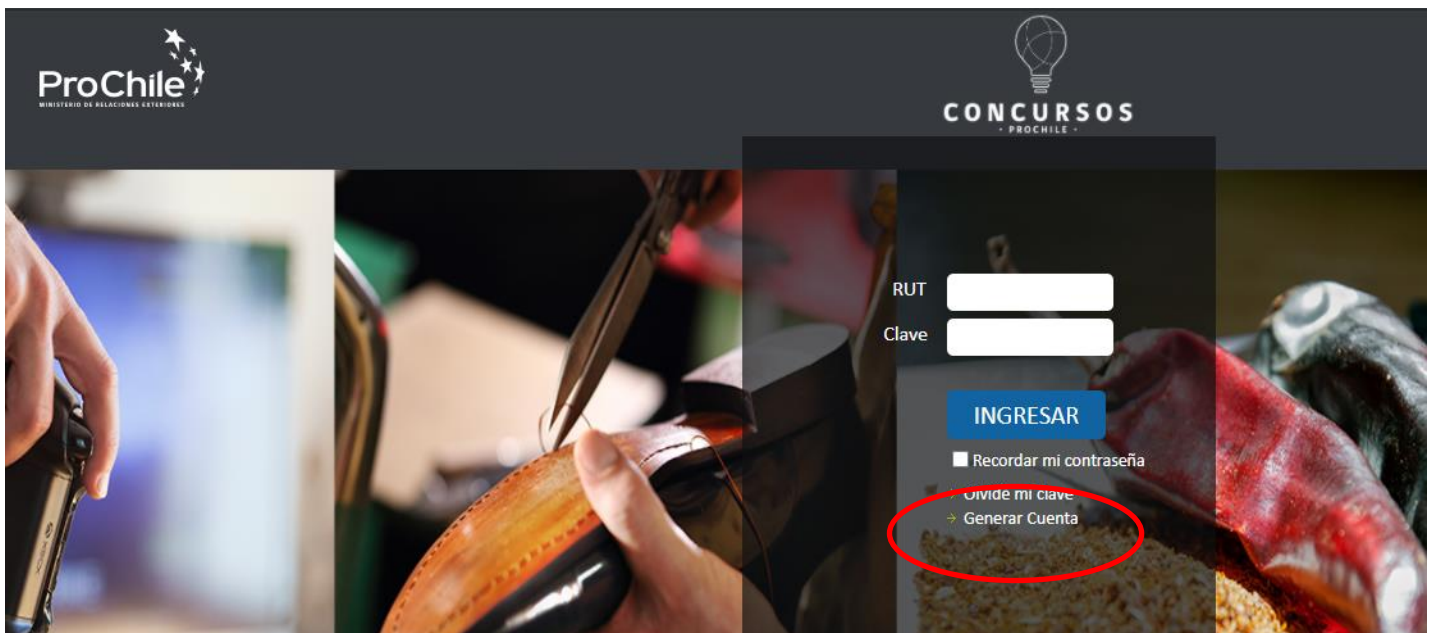 ProChile
MINISTERIO DE RELACIONES EXTERIORES
CONCURSOS
· PROCHILE ·
RUT
Clave
INGRESAR
Recordar mi contraseña
→ Olvide mi clave
→ Generar Cuenta